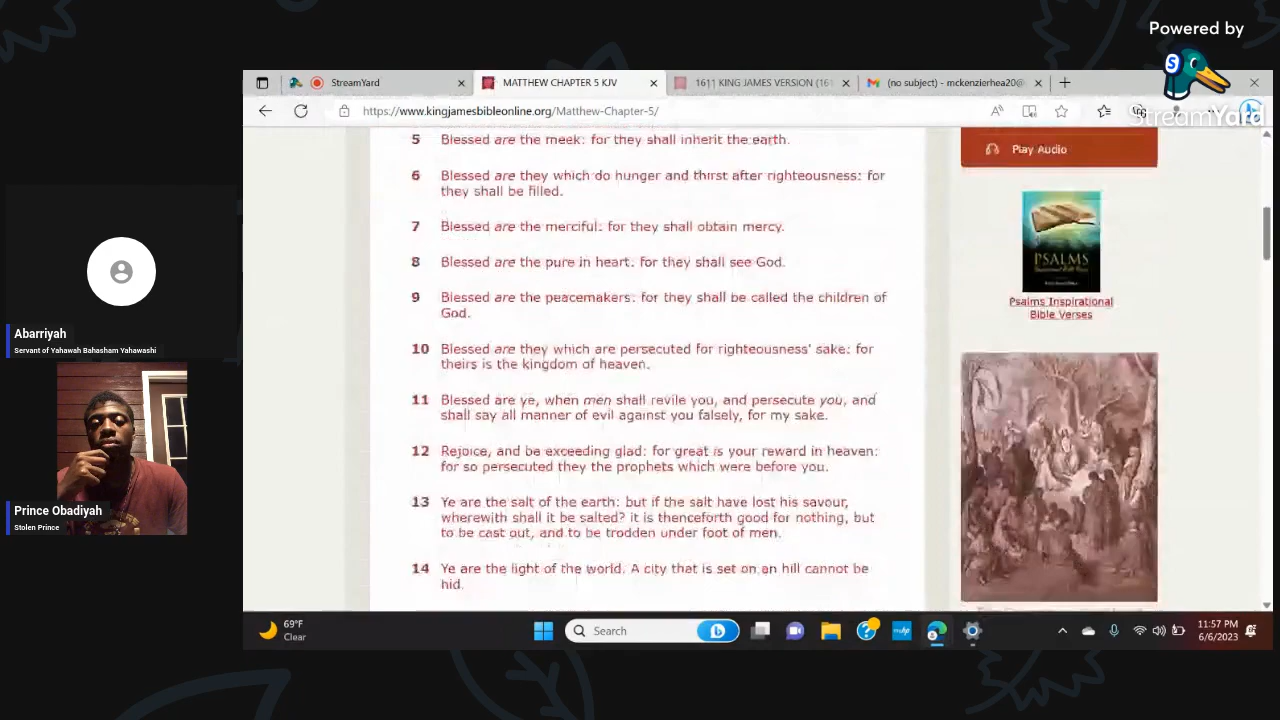 Powered by
StreamYard
StreamYard
MATTHEW CHAPTER 5 KJV
1611 KING JAMES VERSION (161
(no subject) - mckenzierhea20@
https://www.kingjamesbibleonline.org/Matthew-Chapter-5/
5 Blessed are the meek: for they shall inherit the earth.
6 Blessed are they which do hunger and thirst after righteousness: for
they shall be filled.
7 Blessed are the merciful: for they shall obtain mercy.
8 Blessed are the pure in heart: for they shall see God.
9 Blessed are the peacemakers: for they shall be called the children of
God.
10 Blessed are they which are persecuted for righteousness' sake: for
theirs is the kingdom of heaven.
11 Blessed are ye, when men shall revile you, and persecute you, and
shall say all manner of evil against you falsely, for my sake.
12 Rejoice, and be exceeding glad: for great is your reward in heaven:
for so persecuted they the prophets which were before you.
13 Ye are the salt of the earth: but if the salt have lost his savour,
wherewith shall it be salted? it is thenceforth good for nothing, but
to be cast out, and to be trodden under foot of men.
14 Ye are the light of the world. A city that is set on an hill cannot be
hid.
Play Audio
PSALMS
Psalms Inspirational
Bible Verses
Abarriyah
Servant of Yahawah Bahasham Yahawashi
Prince Obadiyah
Stolen Prince
69°F
Clear
Search
11:57 PM
6/6/2023